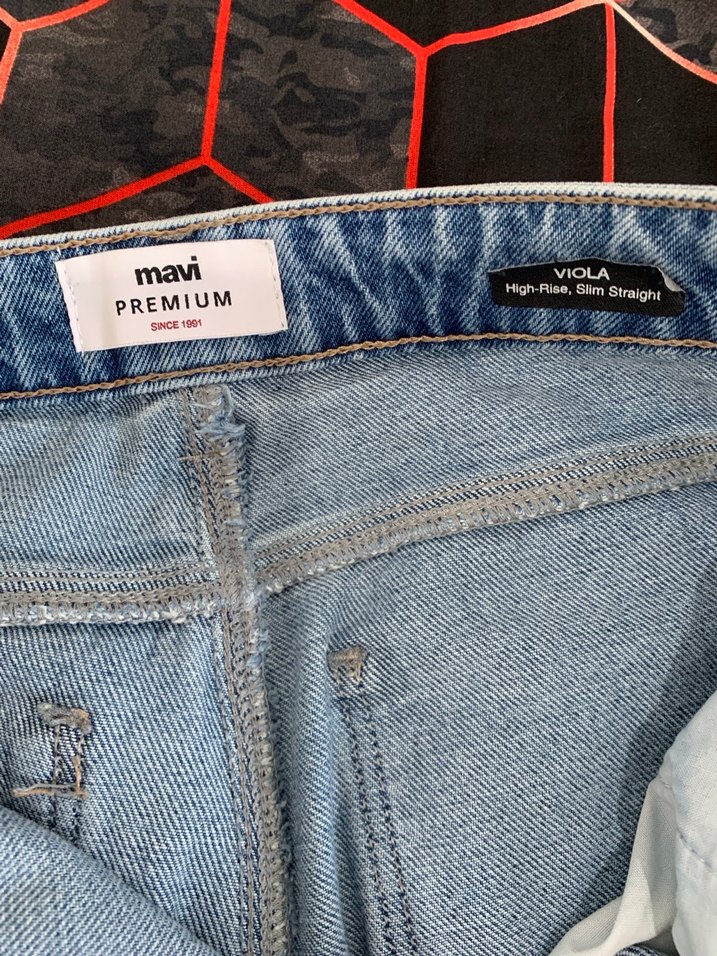 mavi
PREMIUM
SINCE 1991
VIOLA
High-Rise, Slim Straight